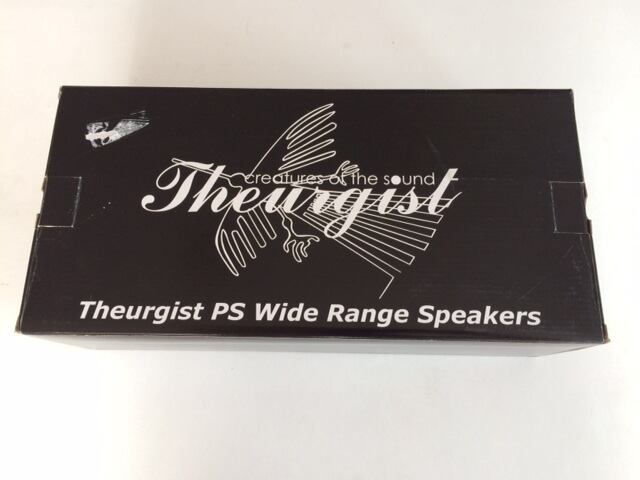 creatures of the sound
Theurgist
Theurgist PS Wide Range Speakers